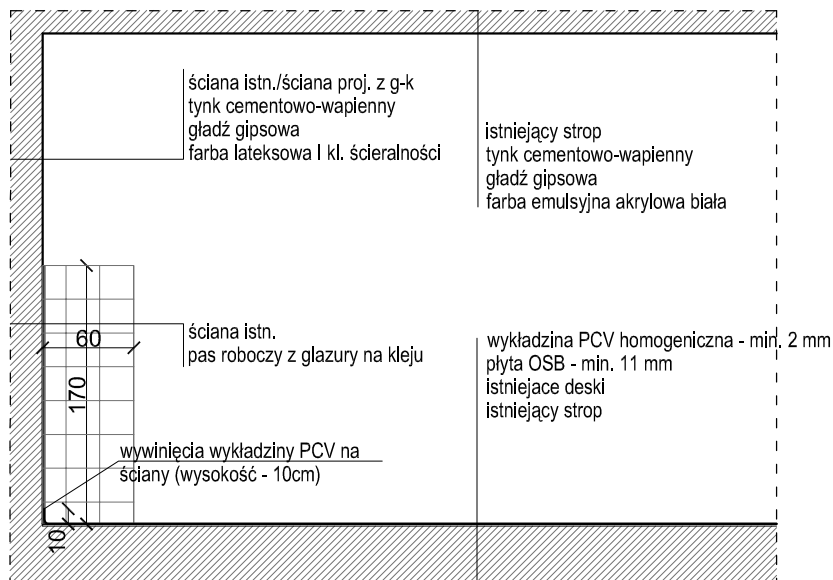 ściana istn./ściana proj. z g-k
tynk cementowo-wapienny
gładź gipsowa
farba lateksowa I kl. ścieralności
istniejący strop
tynk cementowo-wapienny
gładź gipsowa
farba emulsyjna akrylowa biała
ściana istn.
pas roboczy z glazury na kleju
60
170
wykładzina PCV homogeniczna - min. 2 mm
płyta OSB - min. 11 mm
istniejace deski
istniejący strop
wywinięcia wykładziny PCV na
ściany (wysokość - 10cm)
10